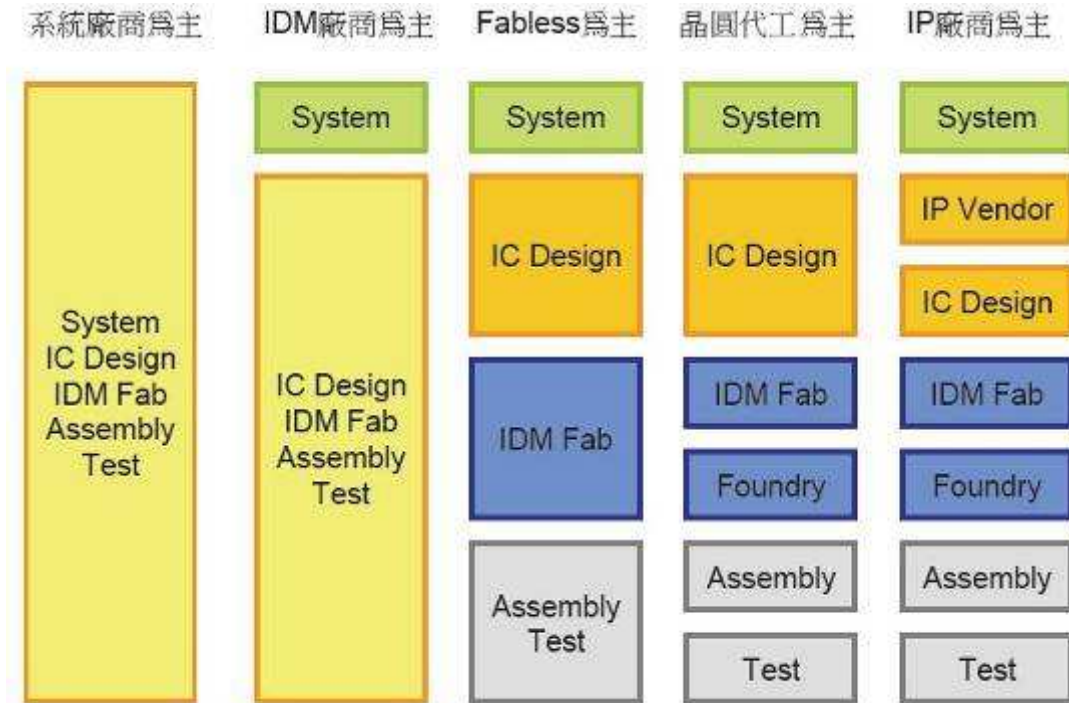 系統廠商爲主
IDM廠商爲主
Fabless爲主
晶圓代工爲主
IP廠商爲主
System
IC Design
IDM Fab
Assembly
Test
System
IC Design
IDM Fab
Assembly
Test
System
IC Design
IDM Fab
Assembly
Test
System
IC Design
IDM Fab
Foundry
Assembly
Test
System
IP Vendor
IC Design
IDM Fab
Foundry
Assembly
Test